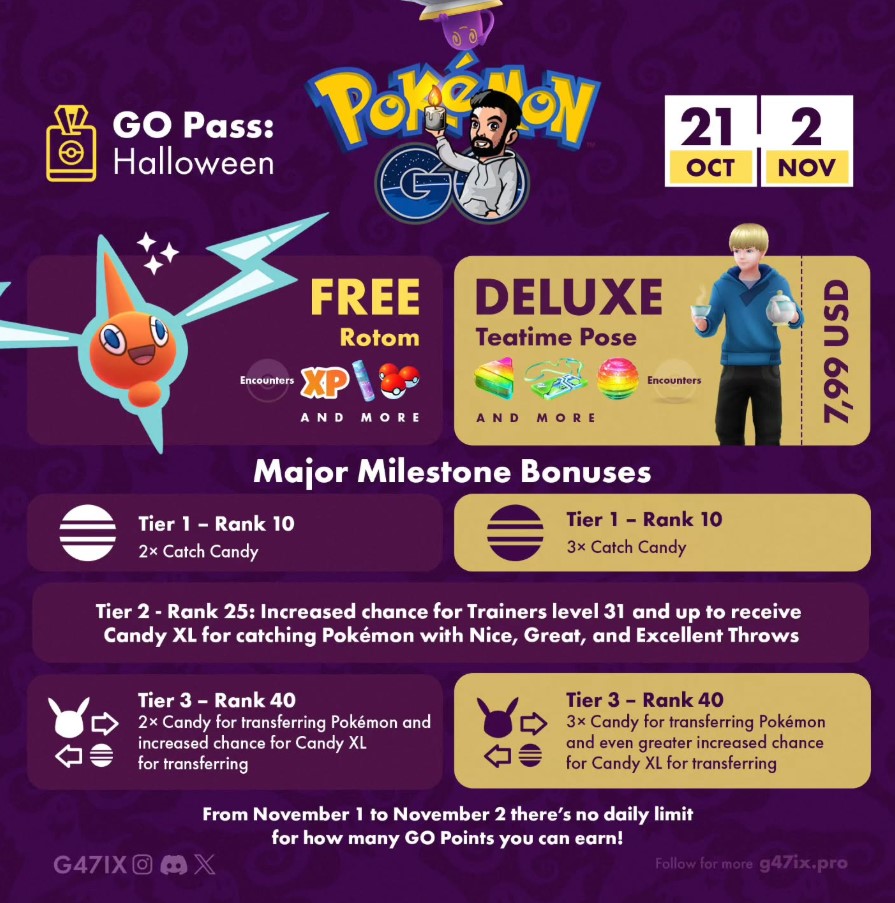 GO Pass:
Halloween
POKÉMON
GO
21
OCT
2
NOV
FREE
Rotom
Encounters
XP
AND MORE
DELUXE
Teatime Pose
Encounters
AND MORE
7,99 USD
Major Milestone Bonuses
Tier 1 – Rank 10
2× Catch Candy
Tier 1 – Rank 10
3× Catch Candy
Tier 2 - Rank 25: Increased chance for Trainers level 31 and up to receive
Candy XL for catching Pokémon with Nice, Great, and Excellent Throws
Tier 3 – Rank 40
2× Candy for transferring Pokémon and
increased chance for Candy XL
for transferring
Tier 3 – Rank 40
3× Candy for transferring Pokémon
and even greater increased chance
for Candy XL for transferring
From November 1 to November 2 there's no daily limit
for how many GO Points you can earn!
G47IX
Follow for more g47ix.pro